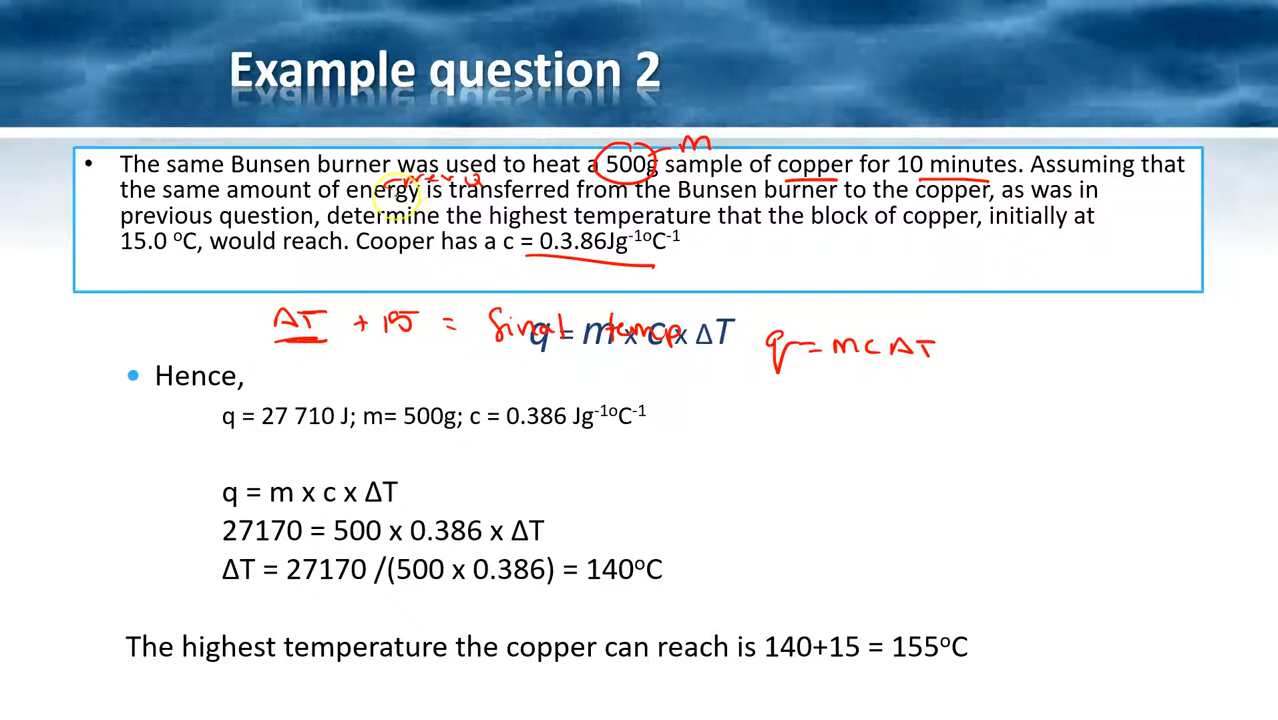 Example question 2
m
• The same Bunsen burner was used to heat a 500g sample of copper for 10 minutes. Assuming that
the same amount of energy is transferred from the Bunsen burner to the copper, as was in
previous question, determine the highest temperature that the block of copper, initially at
15.0 ºC, would reach. Cooper has a c = 0.3.86Jg⁻¹ºC⁻¹
ΔT + 15 = final temp
q = m x c x ΔT
q = mcΔT
• Hence,
q = 27 710 J; m= 500g; c = 0.386 Jg⁻¹ºC⁻¹
q = m x c x ΔT
27170 = 500 x 0.386 x ΔT
ΔT = 27170 /(500 x 0.386) = 140ºC
The highest temperature the copper can reach is 140+15 = 155ºC